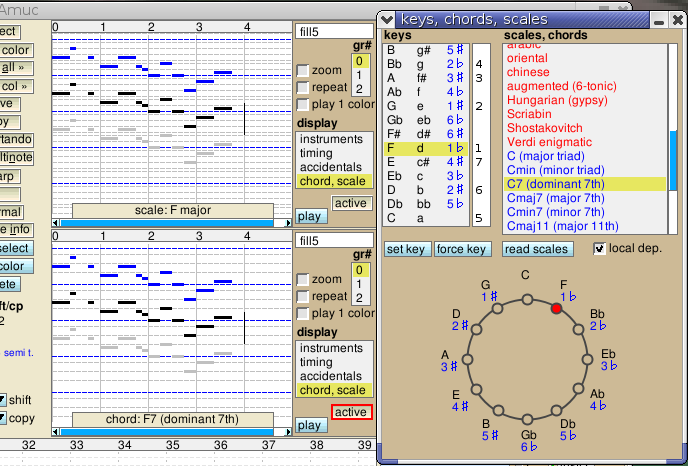 Amuc
ect
color
all »
col »
ve
py
rtando
ltinote
arp
rmal
e info
select
color
ete
ft/cp
2
semi t.
shift
copy
0 1 2 3 4
scale: F major
fill5
gr#
0
1
2
zoom
repeat
play 1 color
display
instruments
timing
accidentals
chord, scale
active
play
0 1 2 3 4
chord: F7 (dominant 7th)
fill5
gr#
0
1
2
zoom
repeat
play 1 color
display
instruments
timing
accidentals
chord, scale
active
play
32 33 34 35 36 37 38 39
keys, chords, scales
keys
B g# 5♯
Bb g 2♭ 4
A f# 3♯ 3
Ab f 4♭
G e 1♯ 2
Gb eb 6♭
F# d# 6♯
F d 1♭ 1
E c# 4♯ 7
Eb c 3♭
D b 2♯ 6
Db bb 5♭
C a 5
set key
force key
scales, chords
arabic
oriental
chinese
augmented (6-tonic)
Hungarian (gypsy)
Scriabin
Shostakovitch
Verdi enigmatic
C (major triad)
Cmin (minor triad)
C7 (dominant 7th)
Cmaj7 (major 7th)
Cmin7 (minor 7th)
Cmaj11 (major 11th)
read scales
local dep.
C
F
1♭
Bb
2♭
Eb
3♭
Ab
4♭
Db
5♭
Gb
6♭
B
5♯
E
4♯
A
3♯
D
2♯
G
1♯